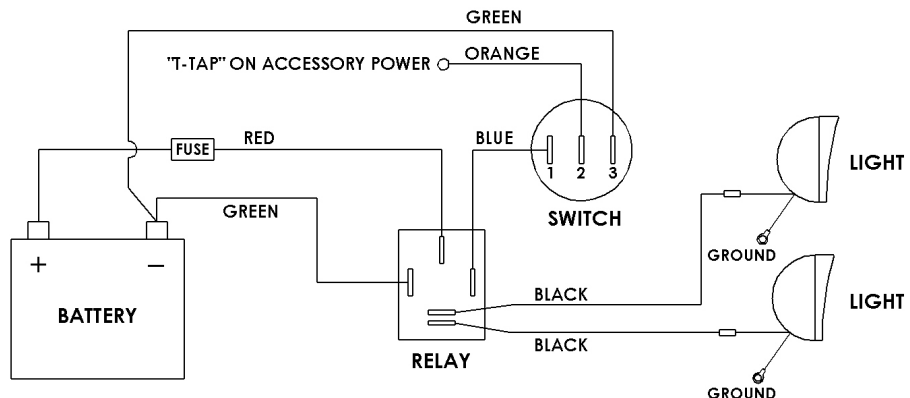 GREEN
"T-TAP" ON ACCESSORY POWER
ORANGE
FUSE
RED
BLUE
1 2 3
LIGHT
GREEN
SWITCH
GROUND
+ −
BATTERY
BLACK
LIGHT
BLACK
RELAY
GROUND